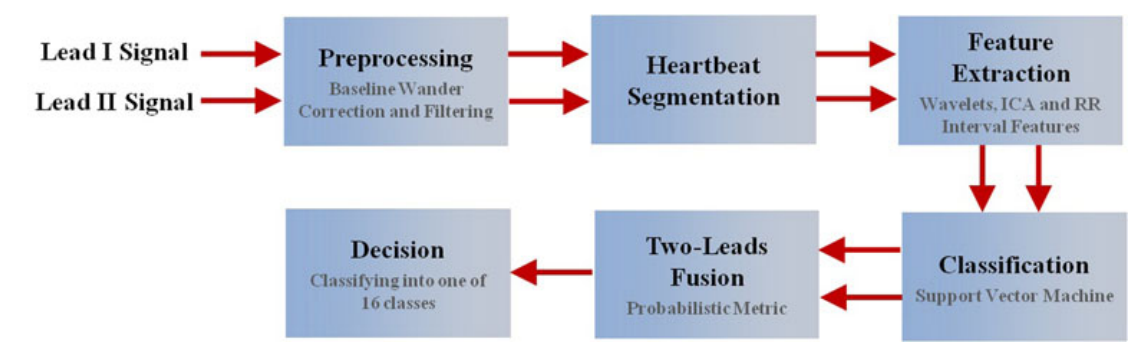 Lead I Signal
Lead II Signal
Preprocessing
Baseline Wander
Correction and Filtering
Heartbeat
Segmentation
Feature
Extraction
Wavelets, ICA and RR
Interval Features
Classification
Support Vector Machine
Two-Leads
Fusion
Probabilistic Metric
Decision
Classifying into one of
16 classes